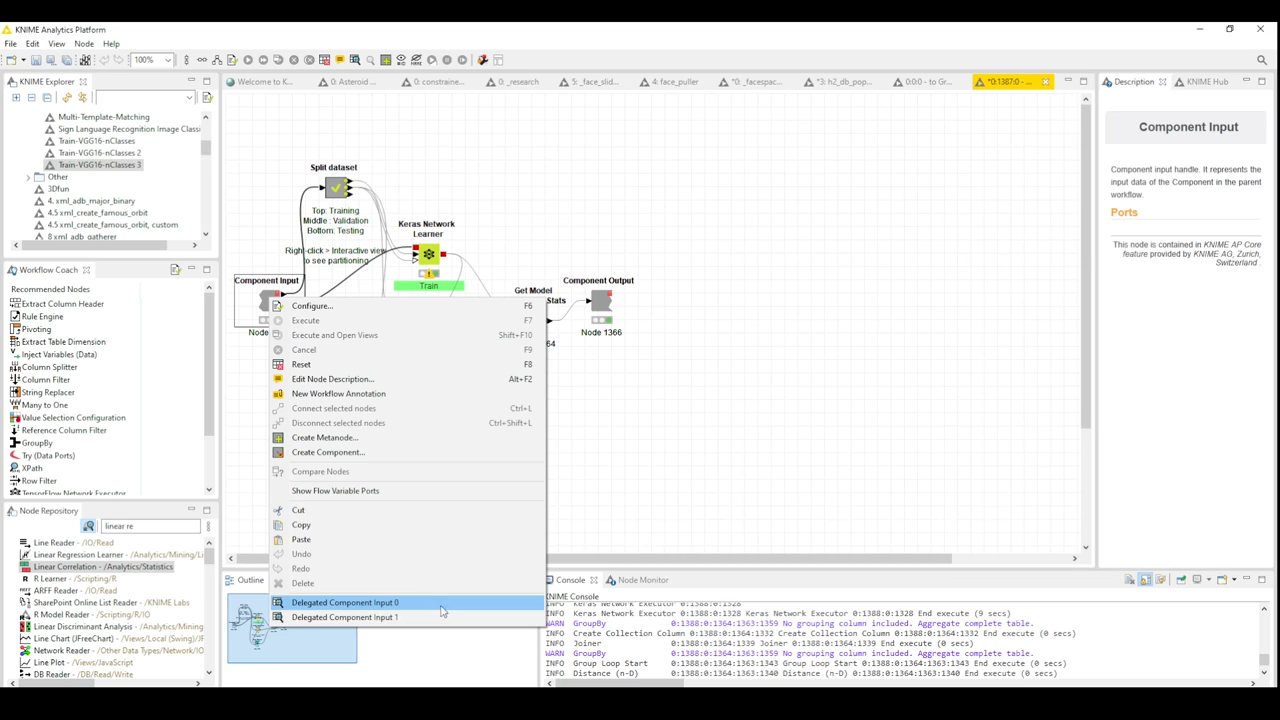 KNIME Analytics Platform
File Edit View Node Help
100%
KNIME Explorer
Welcome to K...
0: Asteroid ...
0: constraine...
0: _research
5: _face_slid...
4: face_puller
*0: _facespac...
*3: h2_db_pop...
0:0:0 - to Gr...
*0:1387:0 - ...
Description
KNIME Hub
Multi-Template-Matching
Sign Language Recognition Image Classi
Train-VGG16-nClasses
Train-VGG16-nClasses 2
Train-VGG16-nClasses 3
Other
3Dfun
4. xml_adb_major_binary
4.5 xml_create_famous_orbit
4.5 xml_create_famous_orbit, custom
8 xml_adb_gatherer
Workflow Coach
Recommended Nodes
Extract Column Header
Rule Engine
Pivoting
Extract Table Dimension
Inject Variables (Data)
Column Splitter
Column Filter
String Replacer
Many to One
Value Selection Configuration
Reference Column Filter
GroupBy
Try (Data Ports)
XPath
Row Filter
TensorFlow Network Executor
Node Repository
linear re
Line Reader - /IO/Read
Linear Regression Learner - /Analytics/Mining/Li
Linear Correlation - /Analytics/Statistics
R Learner - /Scripting/R
ARFF Reader - /IO/Read
SharePoint Online List Reader - /KNIME Labs
R Model Reader - /Scripting/R/IO
Linear Discriminant Analysis - /Analytics/Mining
Line Chart (JFreeChart) - /Views/Local (Swing)/
Network Reader - /Other Data Types/Network/IO
Line Plot - /Views/JavaScript
DB Reader - /DB/Read/Write
Split dataset
Top: Training
Middle : Validation
Bottom: Testing
Right-click > Interactive view
to see partitioning
Keras Network
Learner
Train
Component Input
Node
Get Model
Stats
64
Component Output
Node 1366
Configure... F6
Execute F7
Execute and Open Views Shift+F10
Cancel F9
Reset F8
Edit Node Description... Alt+F2
New Workflow Annotation
Connect selected nodes Ctrl+L
Disconnect selected nodes Ctrl+Shift+L
Create Metanode...
Create Component...
Compare Nodes
Show Flow Variable Ports
Cut
Copy
Paste
Undo
Redo
Delete
Delegated Component Input 0
Delegated Component Input 1
Outline
Console
Node Monitor
KNIME Console
INFO Keras Network Executor 0:1388:0:1328
INFO Keras Network Executor 0:1388:0:1328 Keras Network Executor 0:1328 End execute (9 secs)
WARN GroupBy 0:1388:0:1364:1363:1359 No grouping column included. Aggregate complete table.
INFO Create Collection Column 0:1388:0:1364:1332 Create Collection Column 0:1332 End execute (0 secs)
INFO Joiner 0:1388:0:1364:1339 Joiner 0:1339 End execute (0 secs)
WARN GroupBy 0:1388:0:1364:1363:1359 No grouping column included. Aggregate complete table.
INFO Group Loop Start 0:1388:0:1364:1363:1343 Group Loop Start 0:1343 End execute (0 secs)
INFO Distance (n-D) 0:1388:0:1364:1363:1340 Distance (n-D) 0:1340 End execute (0 secs)
Component Input
Component input handle. It represents the
input data of the Component in the parent
workflow.
Ports
This node is contained in KNIME AP Core
feature provided by KNIME AG, Zurich,
Switzerland.